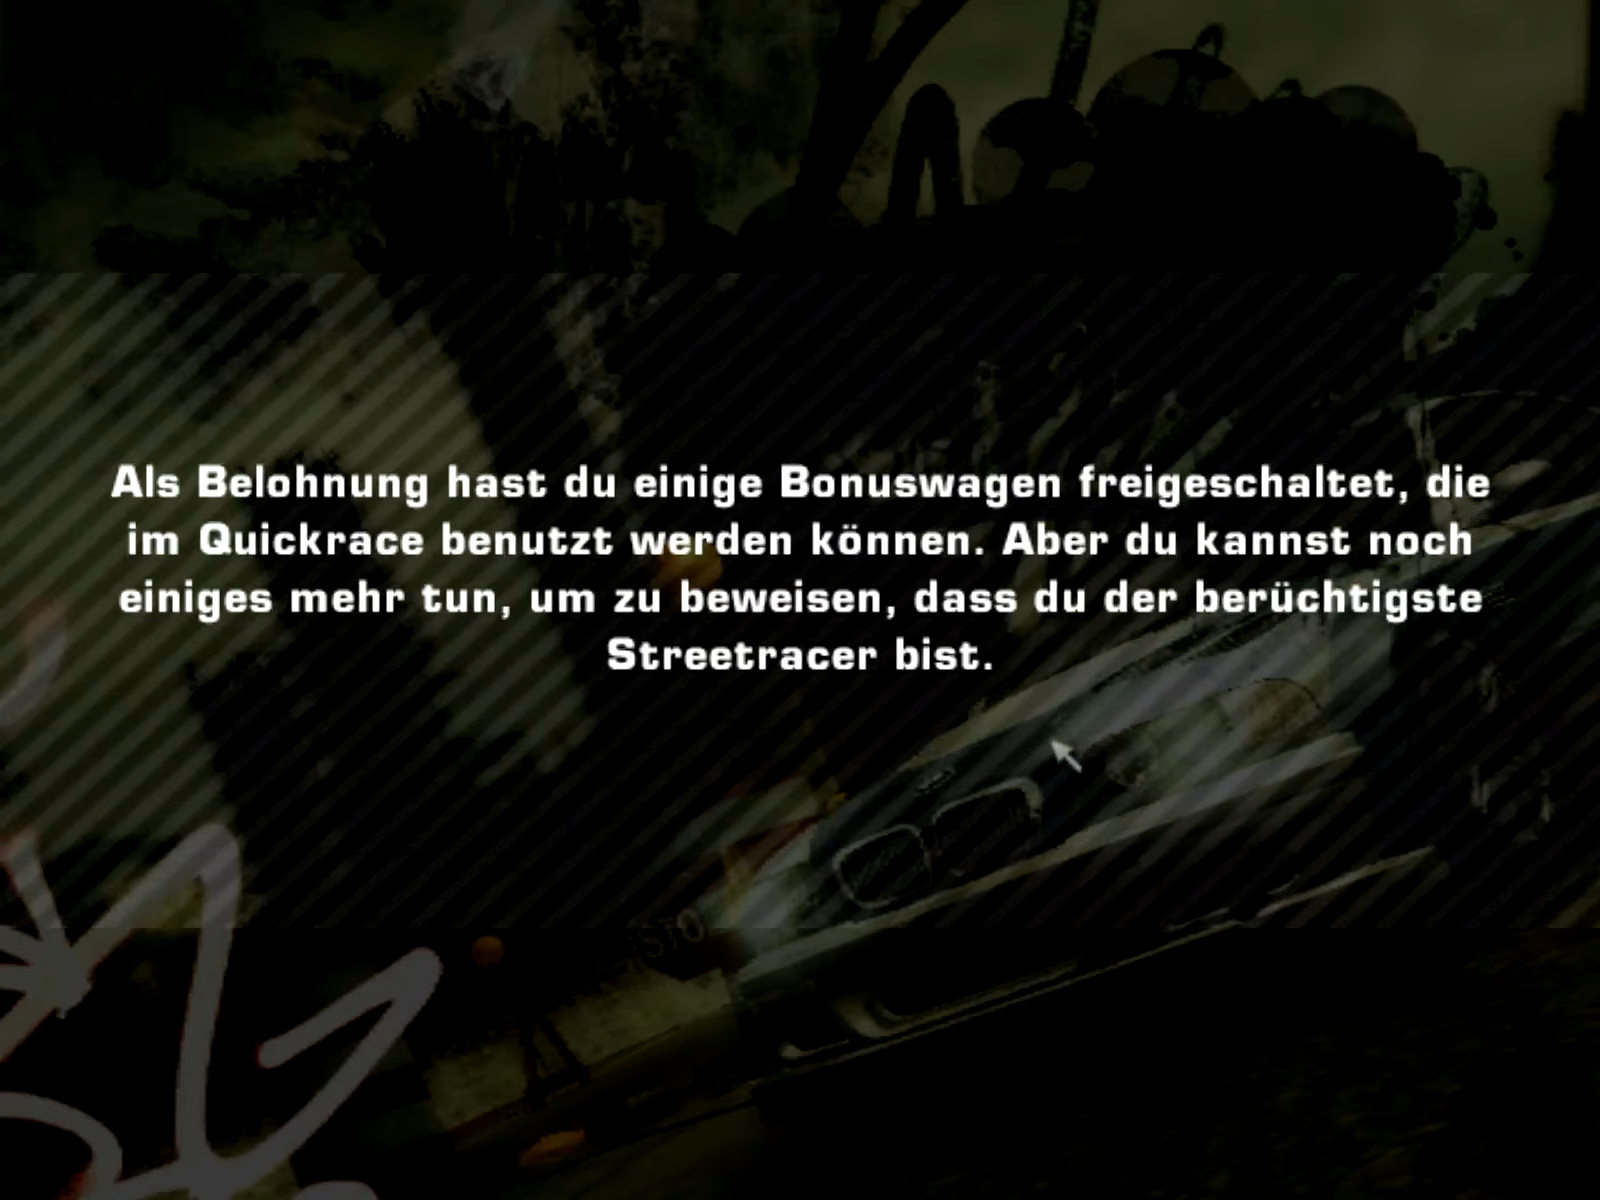 Als Belohnung hast du einige Bonuswagen freigeschaltet, die
im Quickrace benutzt werden können. Aber du kannst noch
einiges mehr tun, um zu beweisen, dass du der berüchtigste
Streetracer bist.